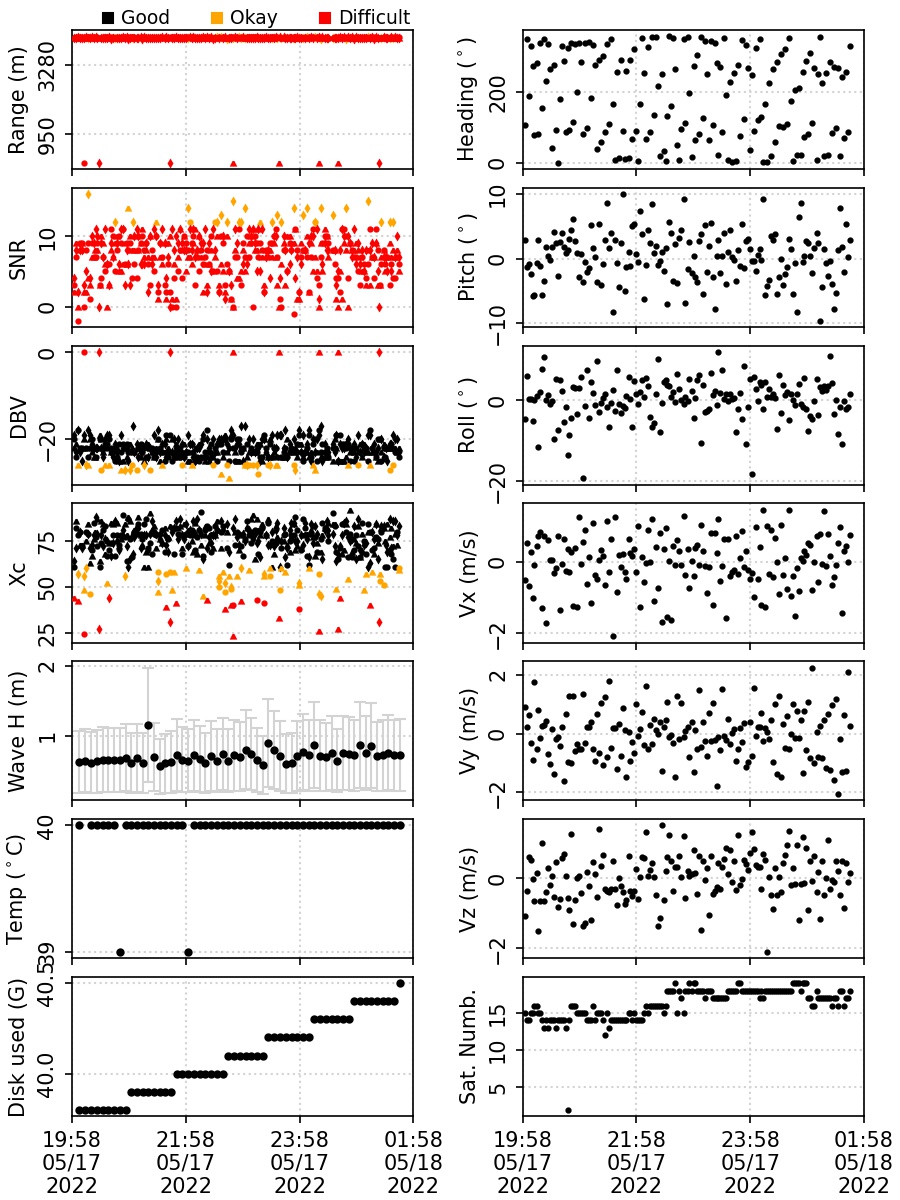 Good Okay Difficult
Range (m)
3280
950
Heading (°)
200
0
SNR
10
0
Pitch (°)
10
0
−10
DBV
0
−20
Roll (°)
0
−20
Xc
75
50
25
Vx (m/s)
0
−2
Wave H (m)
2
1
Vy (m/s)
2
0
−2
Temp (°C)
40
39
Vz (m/s)
0
−2
Disk used (G)
40.5
40.0
Sat. Numb.
15
10
5
19:58 21:58 23:58 01:58
05/17 05/17 05/17 05/18
2022 2022 2022 2022
19:58 21:58 23:58 01:58
05/17 05/17 05/17 05/18
2022 2022 2022 2022